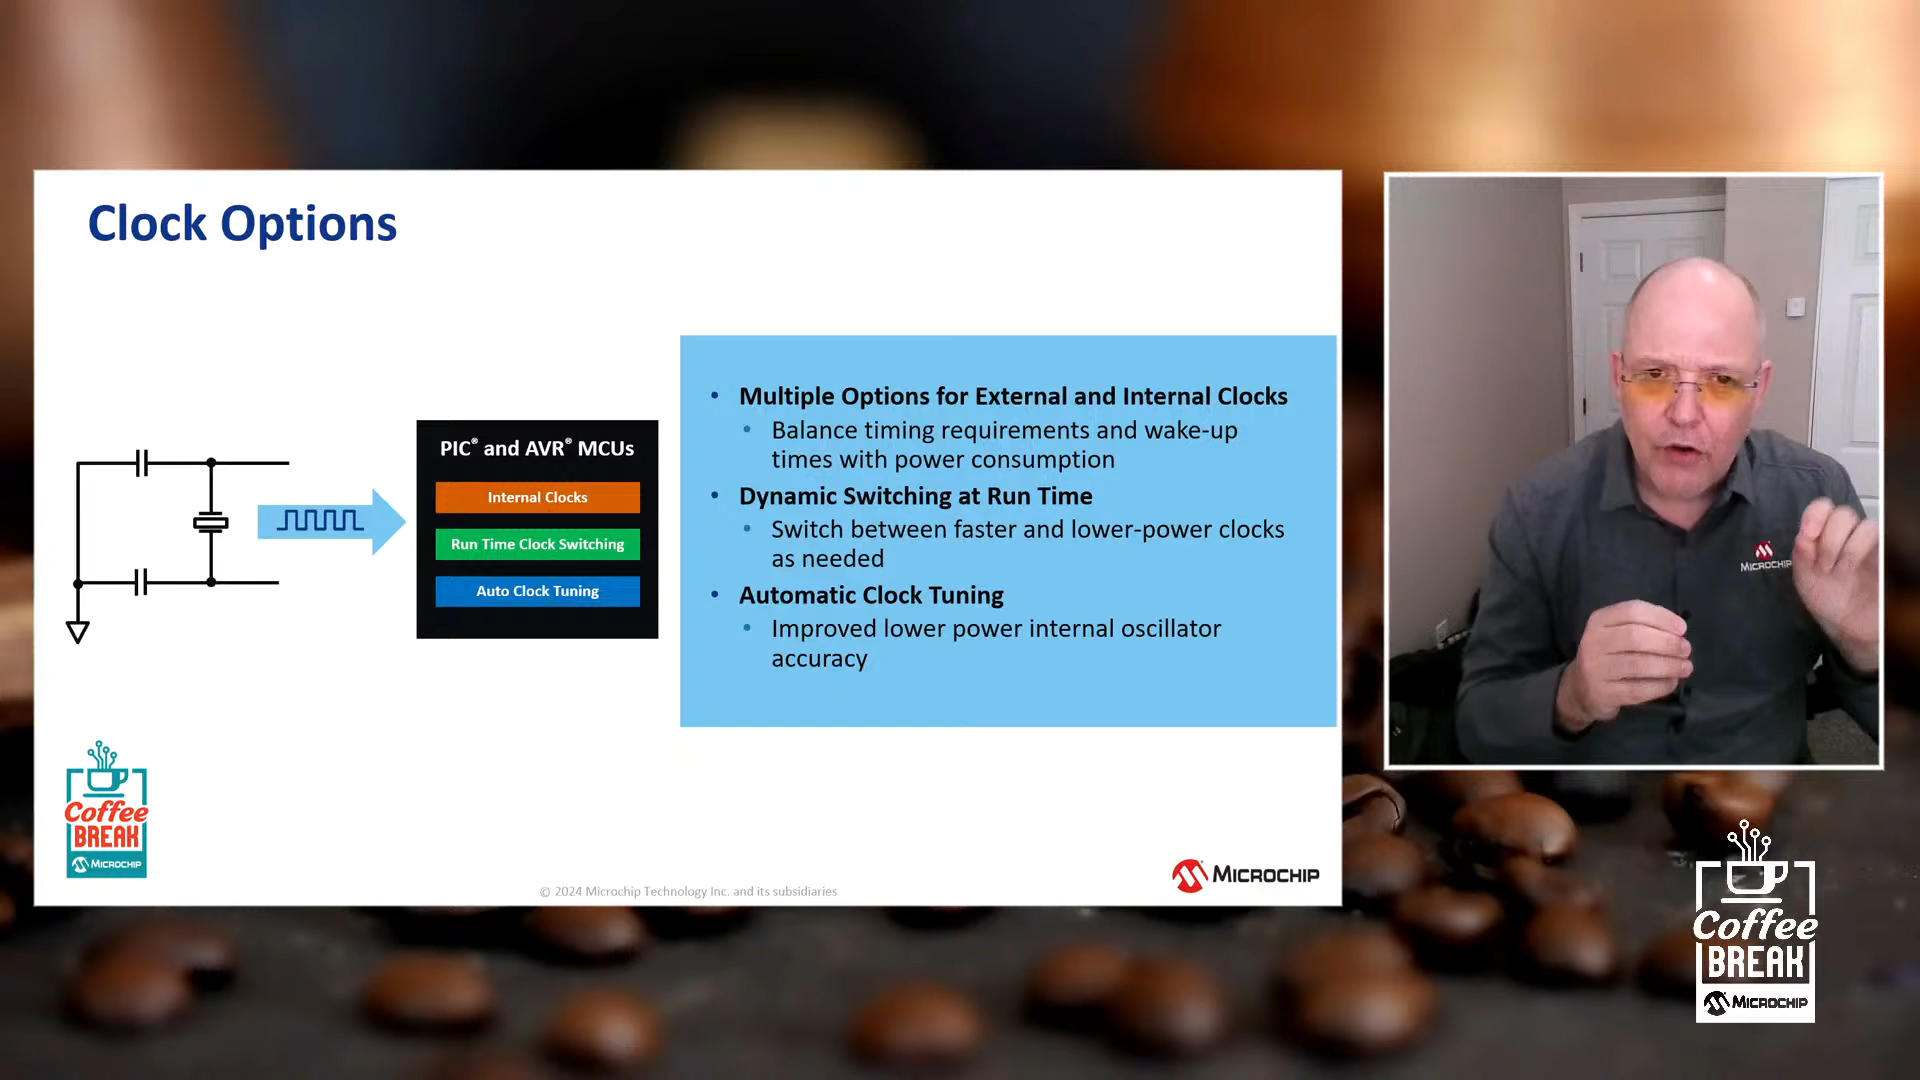 Clock Options
PIC® and AVR® MCUs
Internal Clocks
Run Time Clock Switching
Auto Clock Tuning
• Multiple Options for External and Internal Clocks
• Balance timing requirements and wake-up
times with power consumption
• Dynamic Switching at Run Time
• Switch between faster and lower-power clocks
as needed
• Automatic Clock Tuning
• Improved lower power internal oscillator
accuracy
MICROCHIP
Coffee
BREAK
MICROCHIP
© 2024 Microchip Technology Inc. and its subsidiaries
MICROCHIP
Coffee
BREAK
MICROCHIP